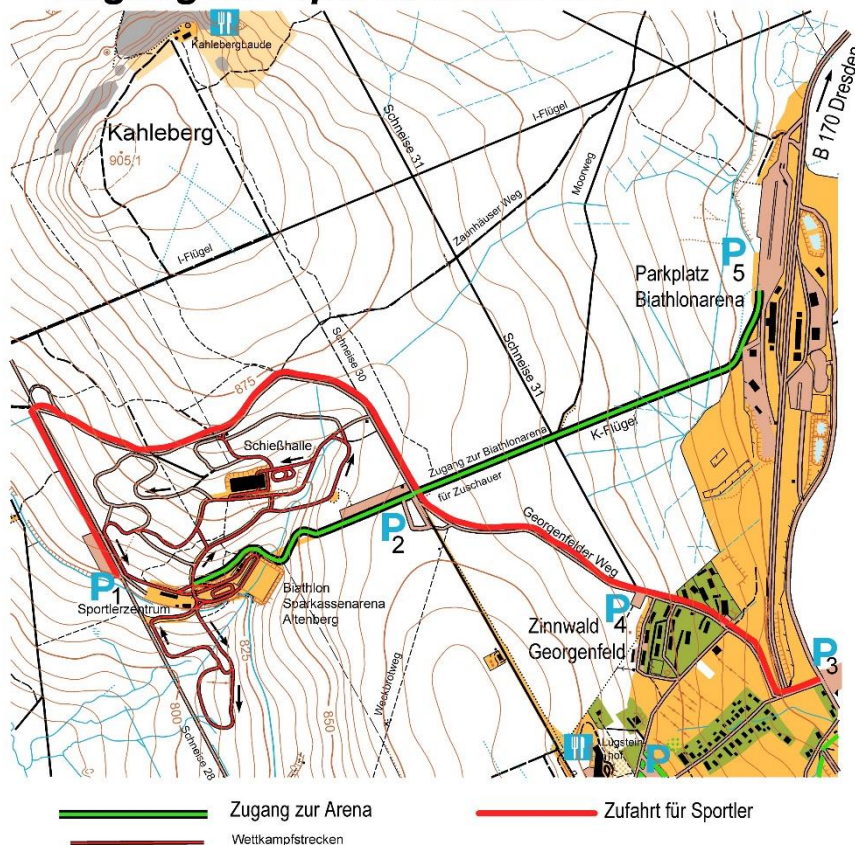 Kahlebergbaude
Kahleberg
905/1
I-Flügel
Schneise 31
Moorweg
B 170 Dresden
Zaunhäuser Weg
I-Flügel
P
5
Parkplatz
Biathlonarena
Schneise 31
Schneise 30
875
Schießhalle
Zugang zur Biathlonarena
für Zuschauer
K-Flügel
P
2
Georgenfelder Weg
P
1
Sportlerzentrum
Biathlon
Sparkassenarena
Altenberg
P
4
Zinnwald
Georgenfeld
P
3
825
800
850
Weckbrotweg
Schneise 28
Lugstein
hof
P
Zugang zur Arena
Zufahrt für Sportler
Wettkampfstrecken